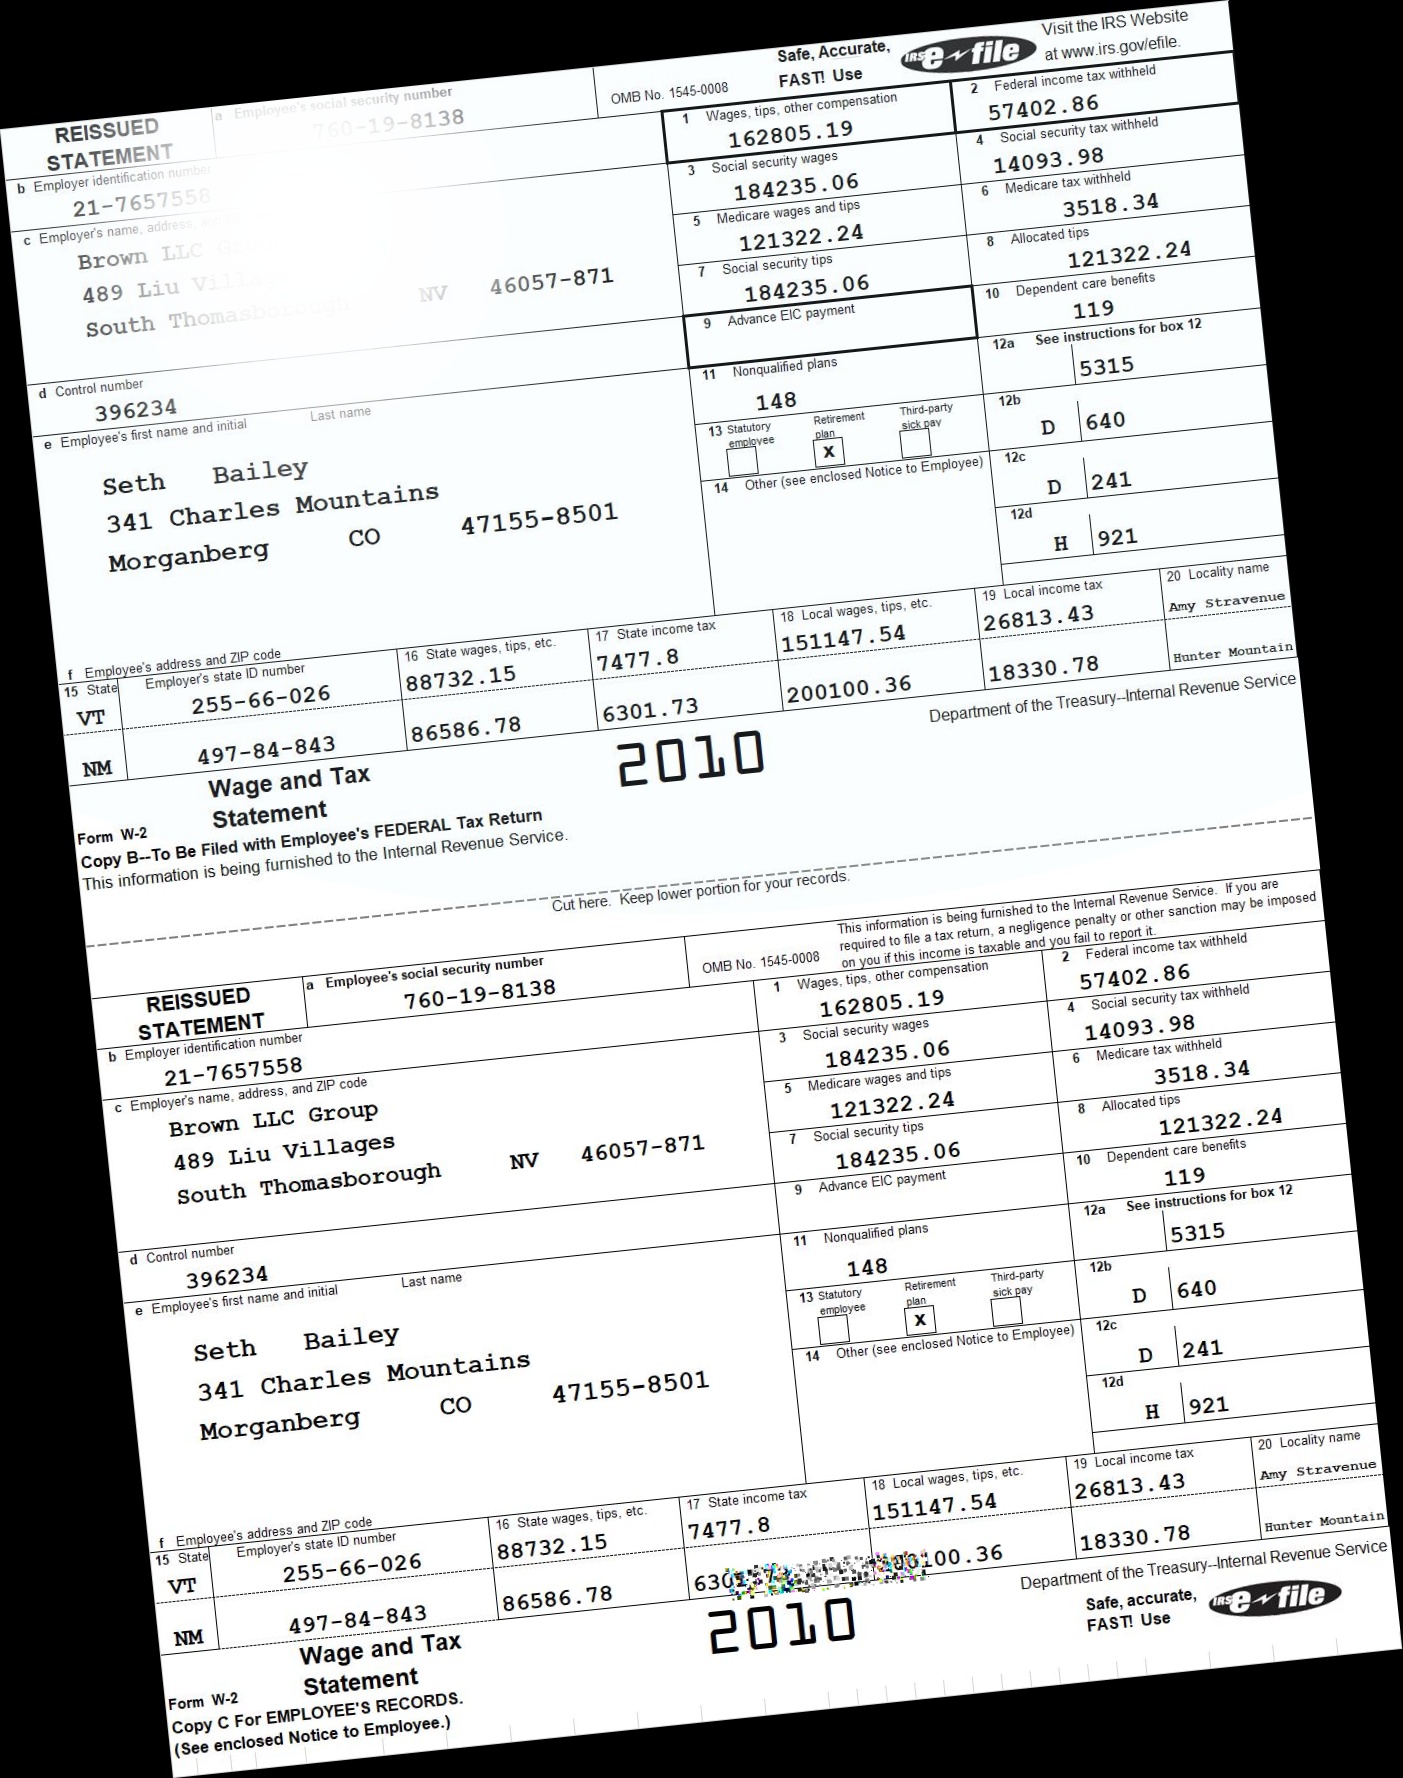 Safe, Accurate,
FAST! Use
IRS e-file
Visit the IRS Website
at www.irs.gov/efile.
REISSUED
STATEMENT
a Employee's social security number
760-19-8138
OMB No. 1545-0008
1 Wages, tips, other compensation
162805.19
2 Federal income tax withheld
57402.86
b Employer identification number
21-7657558
3 Social security wages
184235.06
4 Social security tax withheld
14093.98
c Employer's name, address,
Brown LLC Group
489 Liu Villages
South Thomasborough NV 46057-871
5 Medicare wages and tips
121322.24
6 Medicare tax withheld
3518.34
7 Social security tips
184235.06
8 Allocated tips
121322.24
9 Advance EIC payment
10 Dependent care benefits
119
d Control number
396234
11 Nonqualified plans
148
12a See instructions for box 12
5315
e Employee's first name and initial Last name
Seth Bailey
341 Charles Mountains
Morganberg CO 47155-8501
13 Statutory employee
Retirement plan
x
Third-party sick pay
12b
D 640
14 Other (see enclosed Notice to Employee)
12c
D 241
12d
H 921
f Employee's address and ZIP code
15 State Employer's state ID number
16 State wages, tips, etc.
17 State income tax
18 Local wages, tips, etc.
19 Local income tax
20 Locality name
VT 255-66-026 88732.15 7477.8 151147.54 26813.43 Amy Stravenue
NM 497-84-843 86586.78 6301.73 200100.36 18330.78 Hunter Mountain
Form W-2
Wage and Tax
Statement
2010
Department of the Treasury--Internal Revenue Service
Copy B--To Be Filed with Employee's FEDERAL Tax Return
This information is being furnished to the Internal Revenue Service.
Cut here. Keep lower portion for your records.
This information is being furnished to the Internal Revenue Service. If you are
required to file a tax return, a negligence penalty or other sanction may be imposed
on you if this income is taxable and you fail to report it.
REISSUED
STATEMENT
a Employee's social security number
760-19-8138
OMB No. 1545-0008
1 Wages, tips, other compensation
162805.19
2 Federal income tax withheld
57402.86
b Employer identification number
21-7657558
3 Social security wages
184235.06
4 Social security tax withheld
14093.98
c Employer's name, address, and ZIP code
Brown LLC Group
489 Liu Villages
South Thomasborough NV 46057-871
5 Medicare wages and tips
121322.24
6 Medicare tax withheld
3518.34
7 Social security tips
184235.06
8 Allocated tips
121322.24
9 Advance EIC payment
10 Dependent care benefits
119
d Control number
396234
11 Nonqualified plans
148
12a See instructions for box 12
5315
e Employee's first name and initial Last name
Seth Bailey
341 Charles Mountains
Morganberg CO 47155-8501
13 Statutory employee
Retirement plan
x
Third-party sick pay
12b
D 640
14 Other (see enclosed Notice to Employee)
12c
D 241
12d
H 921
f Employee's address and ZIP code
15 State Employer's state ID number
16 State wages, tips, etc.
17 State income tax
18 Local wages, tips, etc.
19 Local income tax
20 Locality name
VT 255-66-026 88732.15 7477.8 151147.54 26813.43 Amy Stravenue
NM 497-84-843 86586.78 18330.78 Hunter Mountain
Form W-2
Wage and Tax
Statement
2010
Department of the Treasury--Internal Revenue Service
Safe, accurate,
FAST! Use
IRS e-file
Copy C For EMPLOYEE'S RECORDS.
(See enclosed Notice to Employee.)